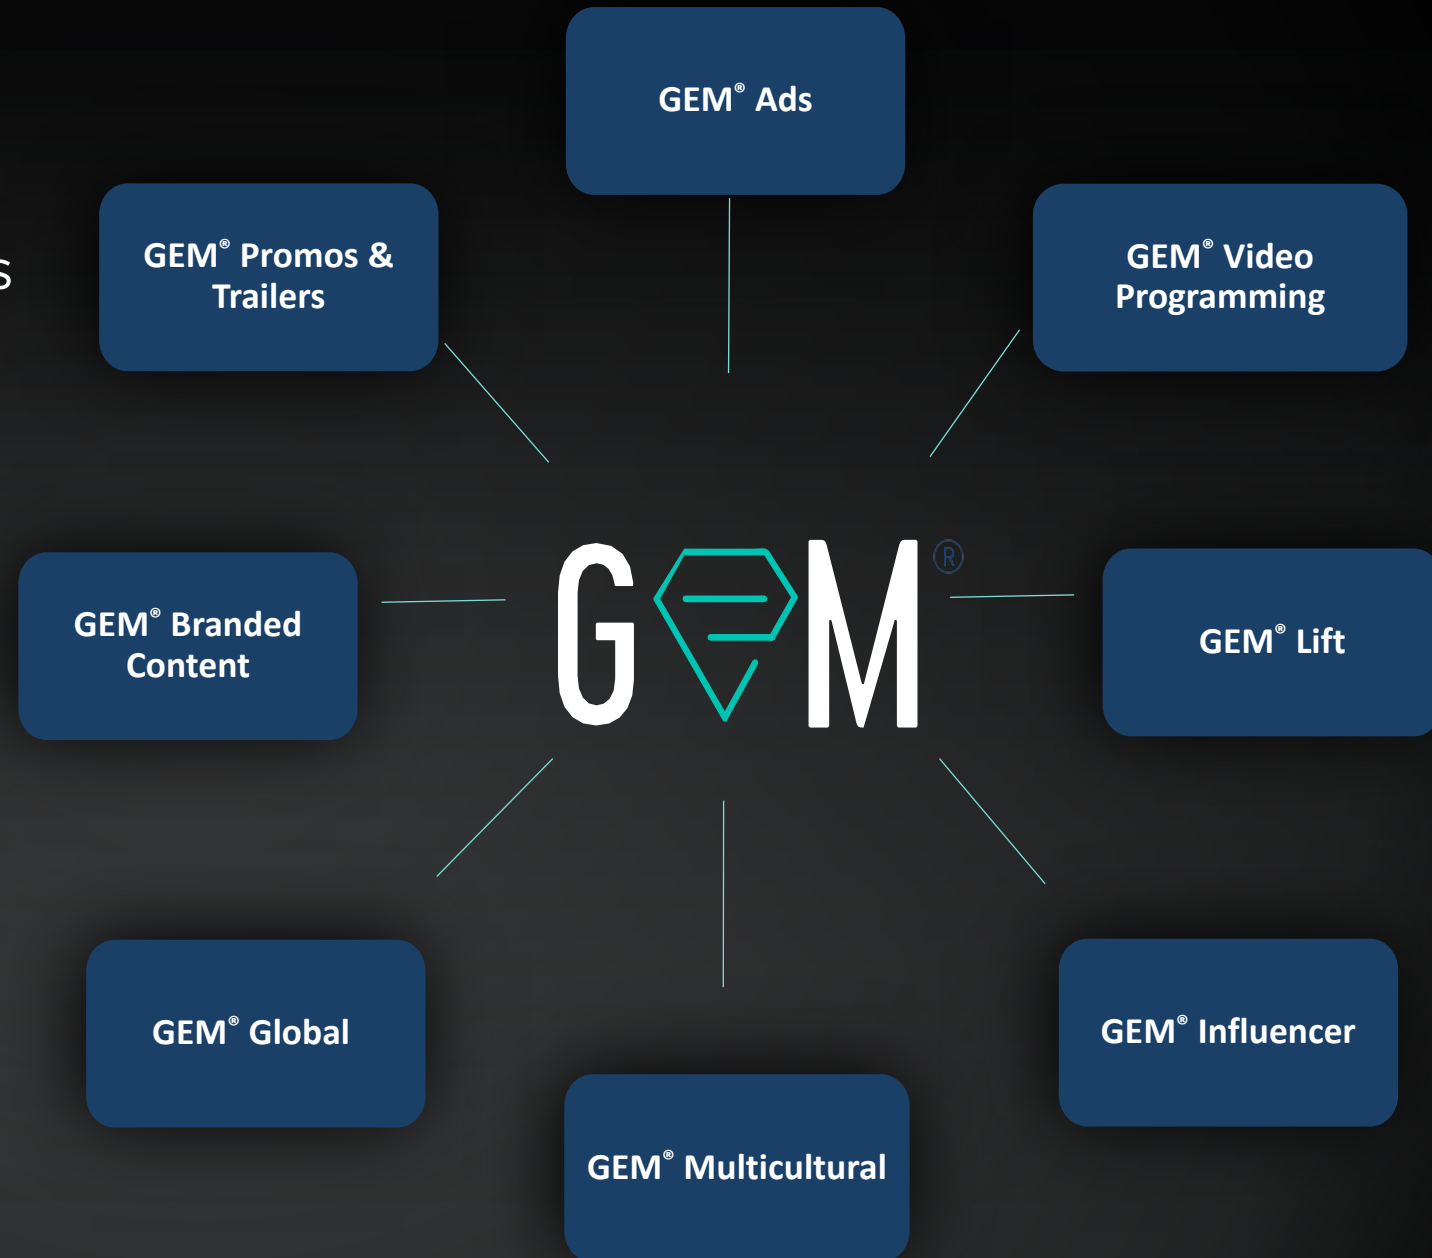 GEM® Ads
GEM® Promos &
Trailers
GEM® Video
Programming
s
GEM®
GEM® Branded
Content
GEM® Lift
GEM® Global
GEM® Influencer
GEM® Multicultural